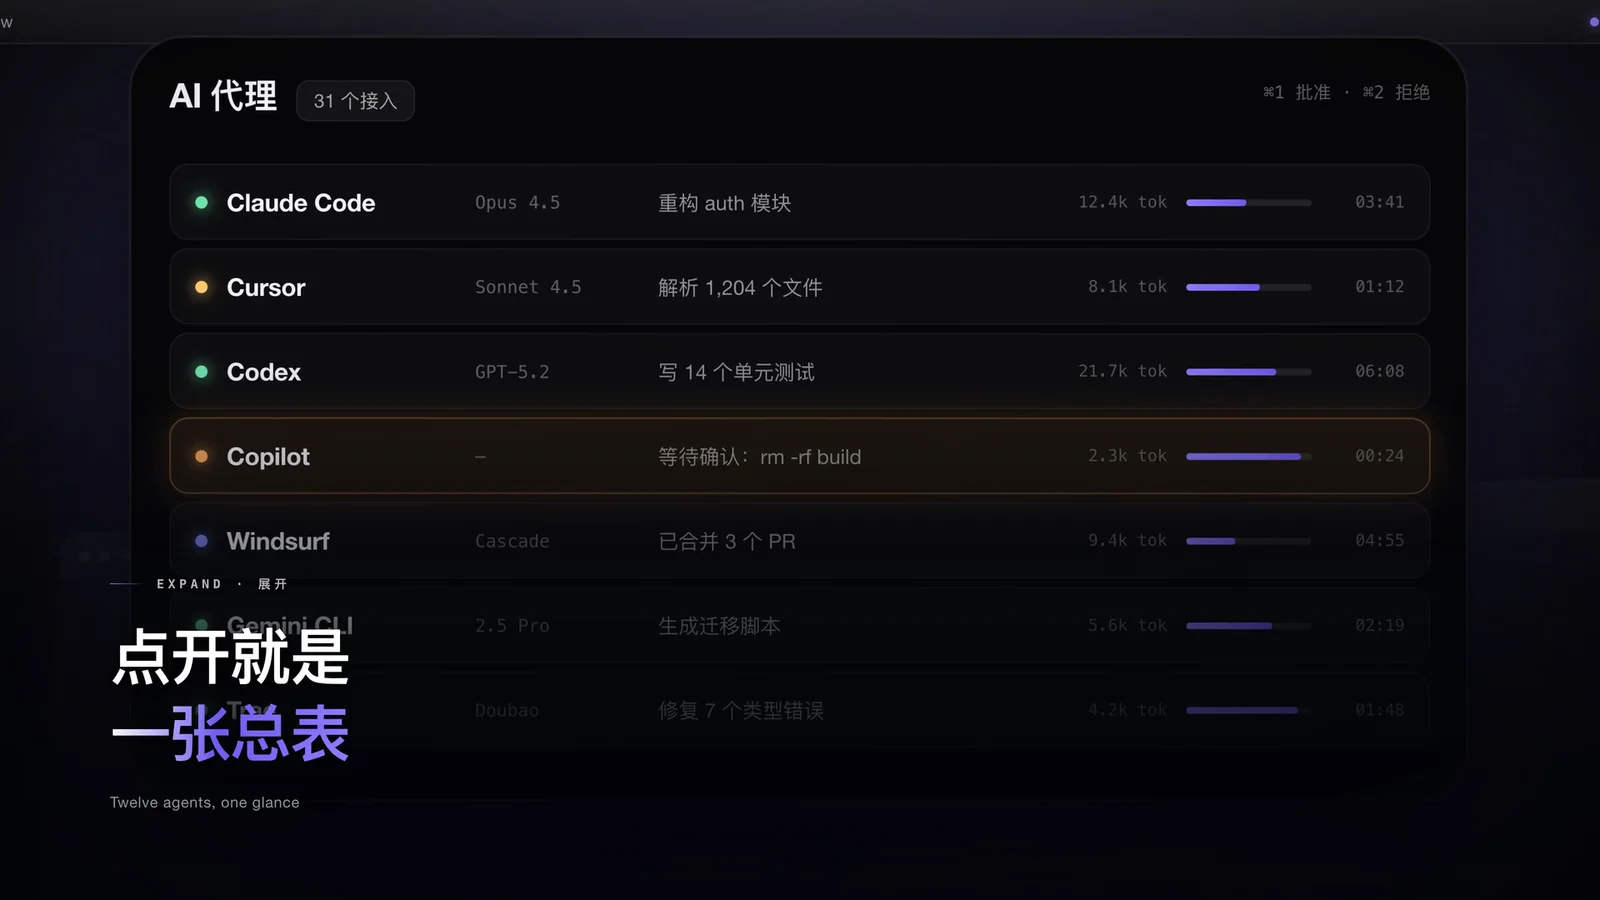 w
AI 代理 31 个接入 ⌘1 批准 · ⌘2 拒绝
Claude Code Opus 4.5 重构 auth 模块 12.4k tok 03:41
Cursor Sonnet 4.5 解析 1,204 个文件 8.1k tok 01:12
Codex GPT-5.2 写 14 个单元测试 21.7k tok 06:08
Copilot — 等待确认：rm -rf build 2.3k tok 00:24
Windsurf Cascade 已合并 3 个 PR 9.4k tok 04:55
EXPAND · 展开
Gemini CLI 2.5 Pro 生成迁移脚本 5.6k tok 02:19
点开就是
Trae Doubao 修复 7 个类型错误 4.2k tok 01:48
一张总表
Twelve agents, one glance